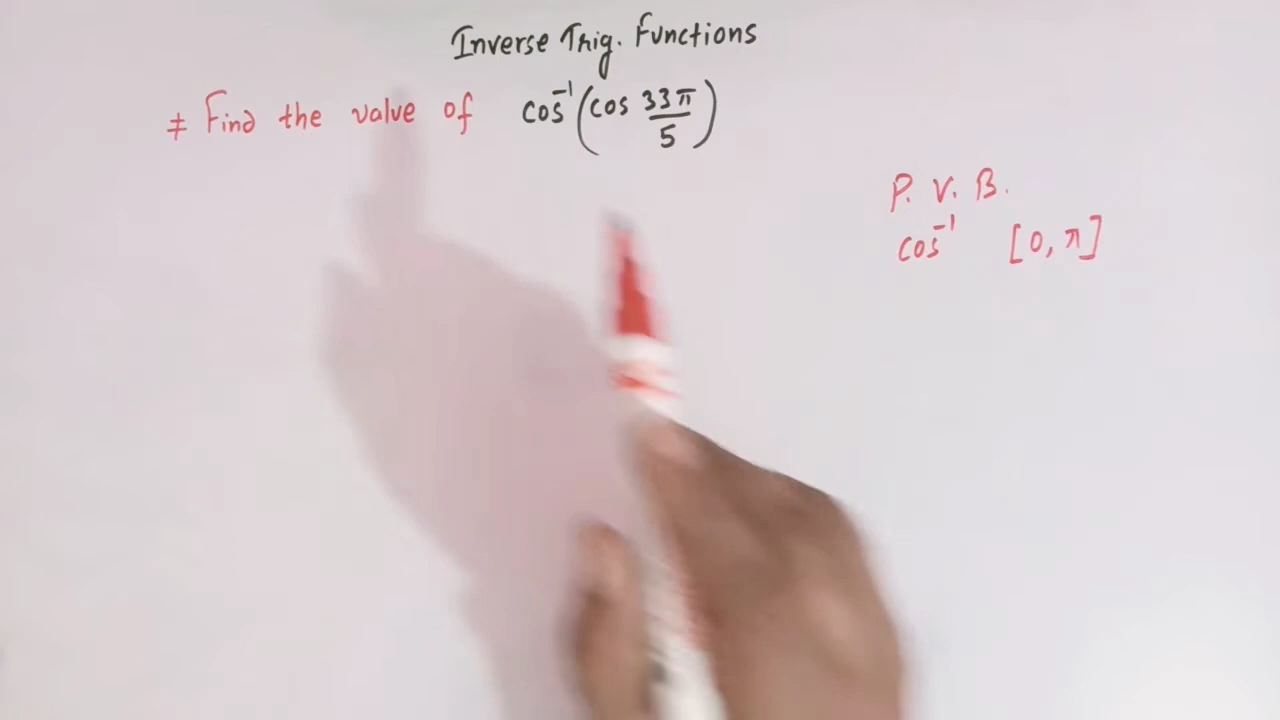 Inverse Trig. Functions
≠ Find the value of cos⁻¹(cos 33π/5)
P. V. B.
cos⁻¹ [0, π]